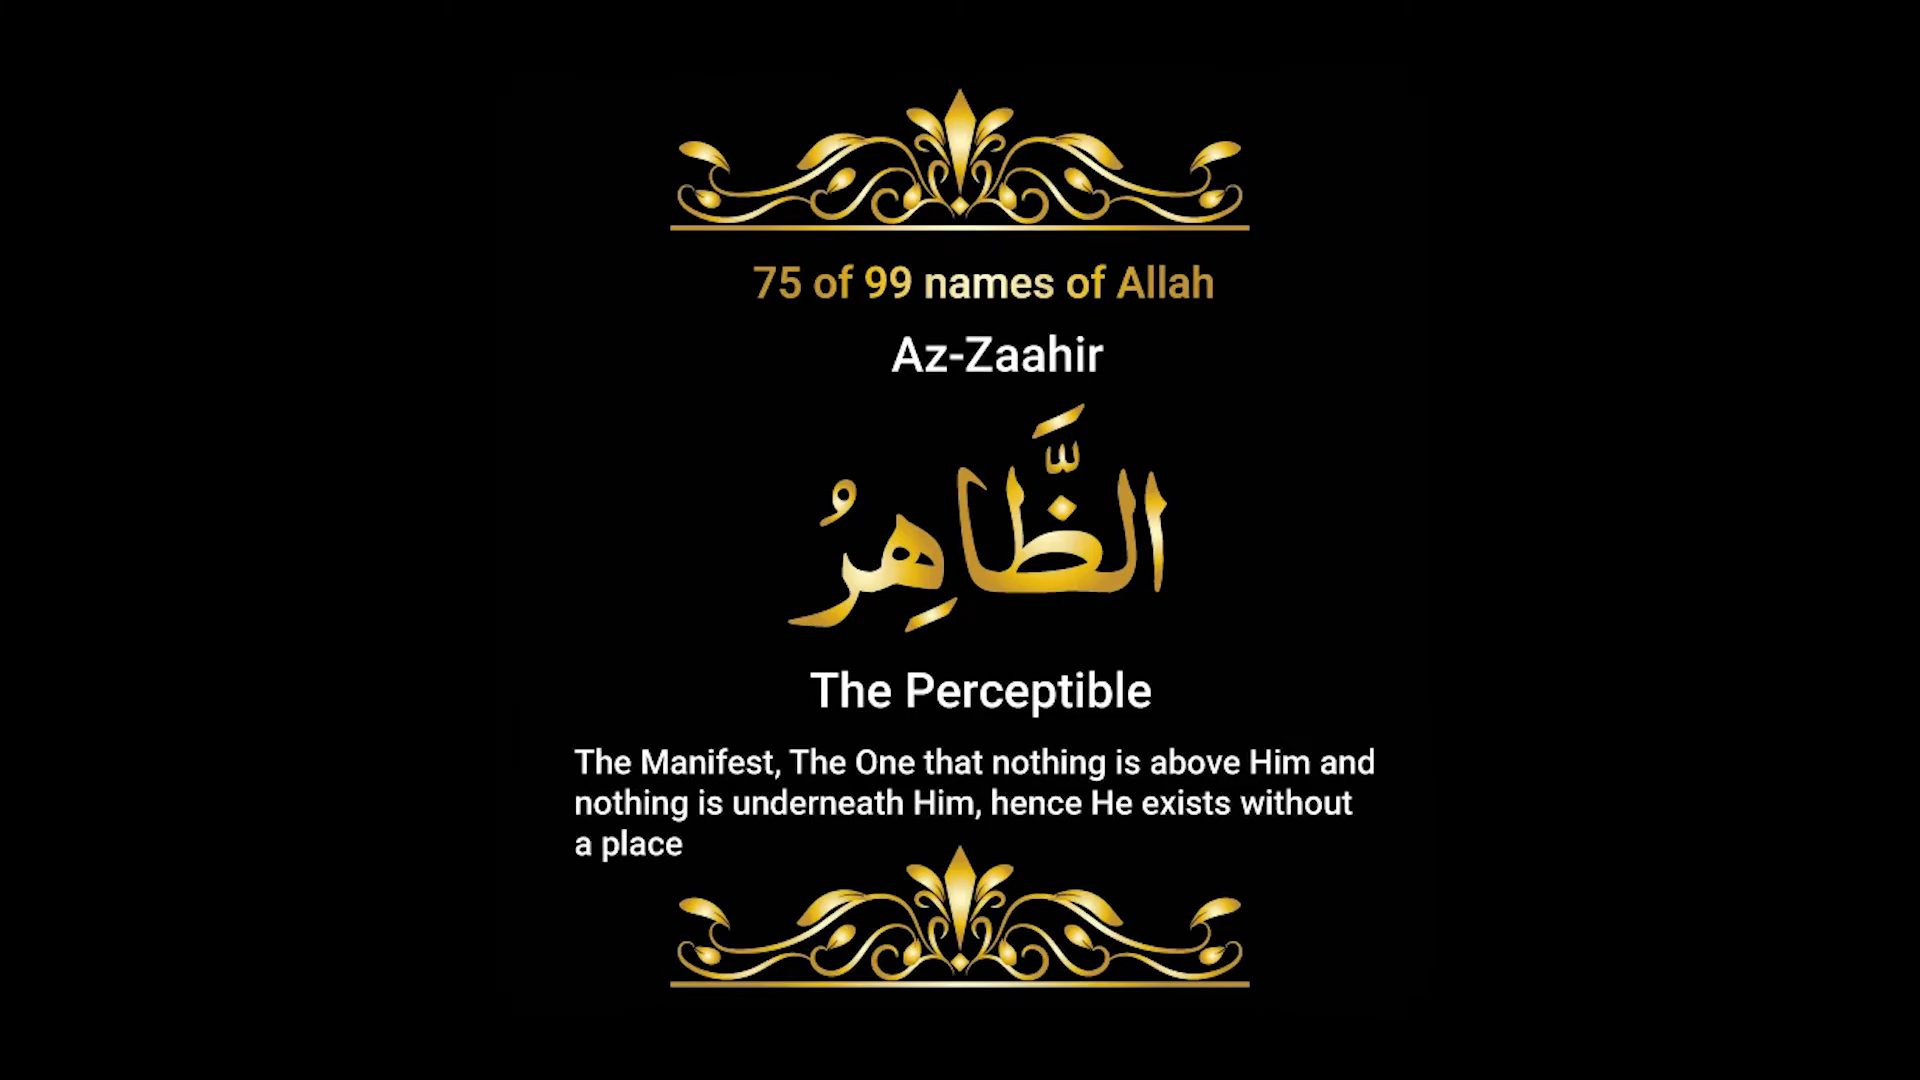 75 of 99 names of Allah
Az-Zaahir
الظَّاهِرُ
The Perceptible
The Manifest, The One that nothing is above Him and
nothing is underneath Him, hence He exists without
a place